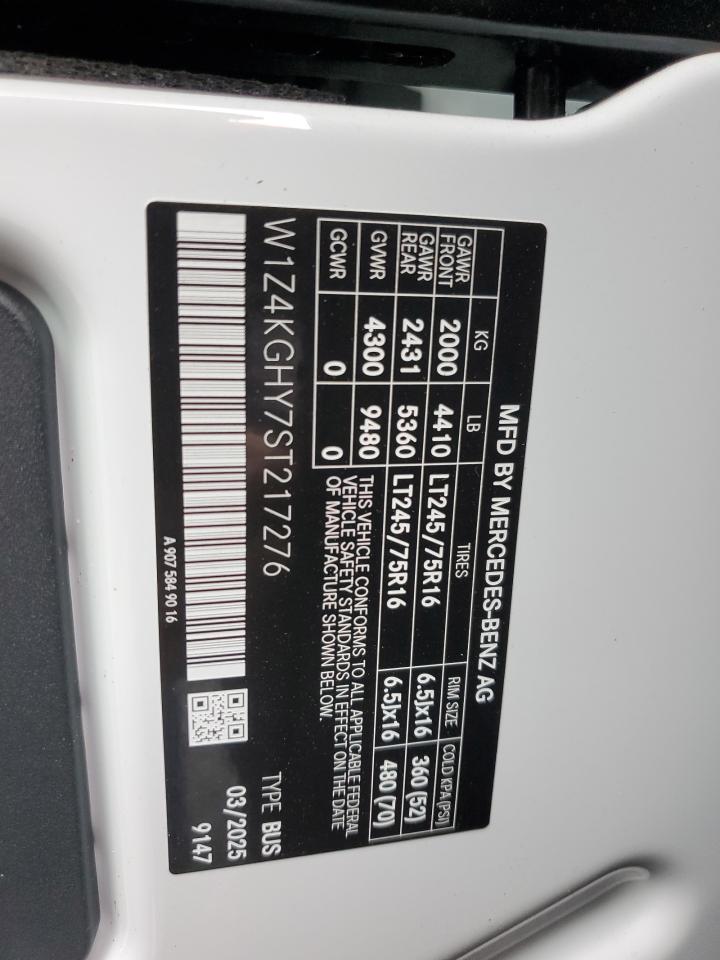 MFD BY MERCEDES-BENZ AG
KG LB TIRES RIM SIZE COLD KPA(PSI)
GAWR FRONT 2000 4410 LT245/75R16 6.5Jx16 360 (52)
GAWR REAR 2431 5360 LT245/75R16 6.5Jx16 480 (70)
GVWR 4300 9480
GCWR 0 0
THIS VEHICLE CONFORMS TO ALL APPLICABLE FEDERAL
VEHICLE SAFETY STANDARDS IN EFFECT ON THE DATE
OF MANUFACTURE SHOWN BELOW.
W1Z4KGHY7ST217276
TYPE BUS
03/2025
9147
A 907 584 90 16